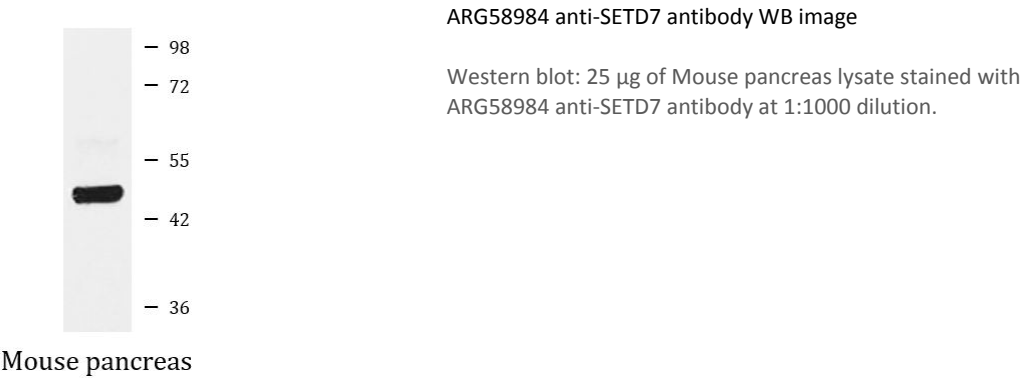 ARG58984 anti-SETD7 antibody WB image
Western blot: 25 µg of Mouse pancreas lysate stained with
ARG58984 anti-SETD7 antibody at 1:1000 dilution.
98
72
55
42
36
Mouse pancreas